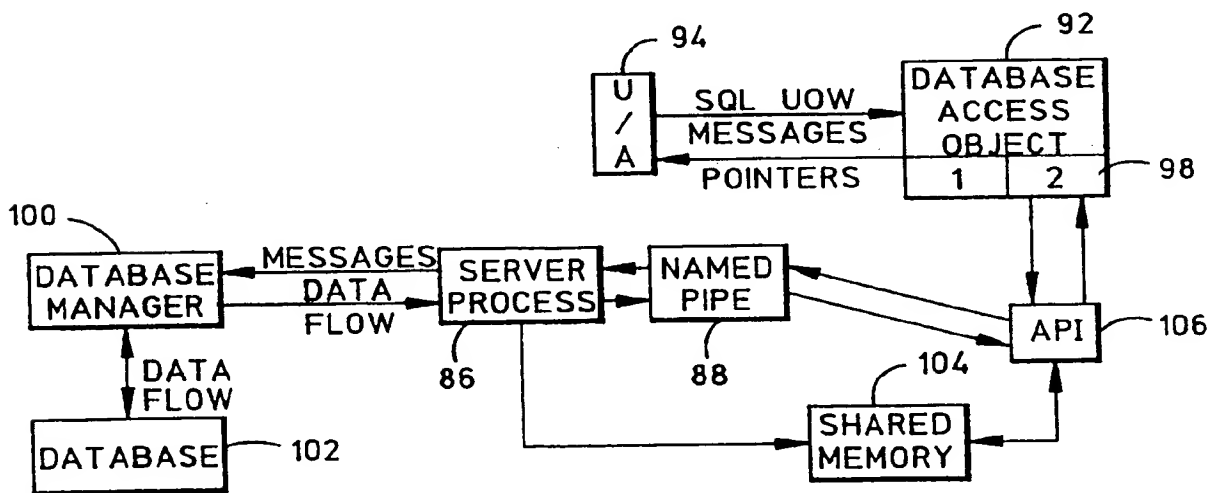 94
92
U
/
A
SQL UOW
MESSAGES
POINTERS
DATABASE
ACCESS
OBJECT
1 2
98
100
DATABASE
MANAGER
MESSAGES
DATA
FLOW
SERVER
PROCESS
86
NAMED
PIPE
88
API
106
DATA
FLOW
104
SHARED
MEMORY
DATABASE
102